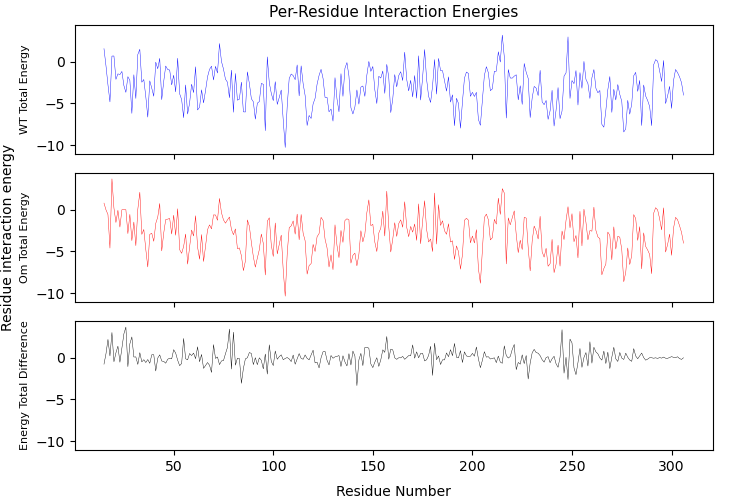 Per-Residue Interaction Energies
Residue interaction energy
WT Total Energy
0
−5
−10
Om Total Energy
0
−5
−10
Energy Total Difference
0
−5
−10
50
100
150
200
250
300
Residue Number